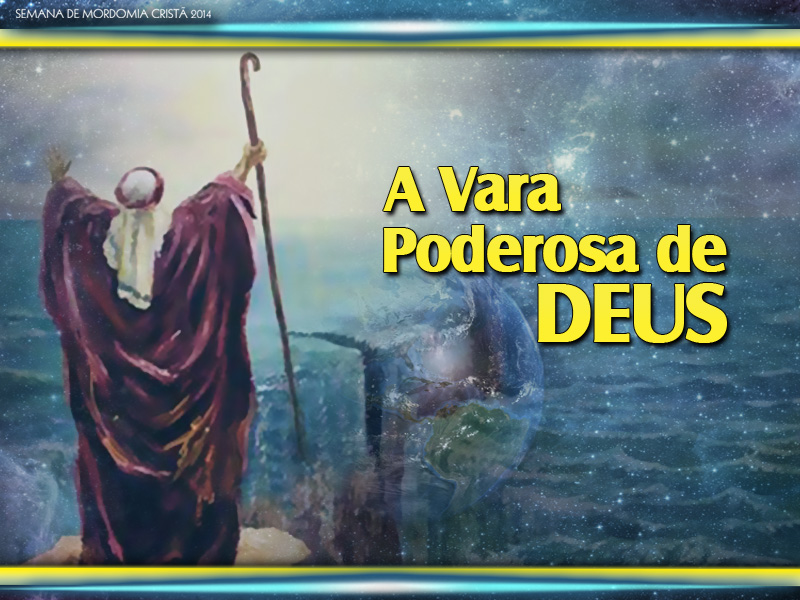 SEMANA DE MORDOMIA CRISTÃ 2014
A Vara
Poderosa de
DEUS